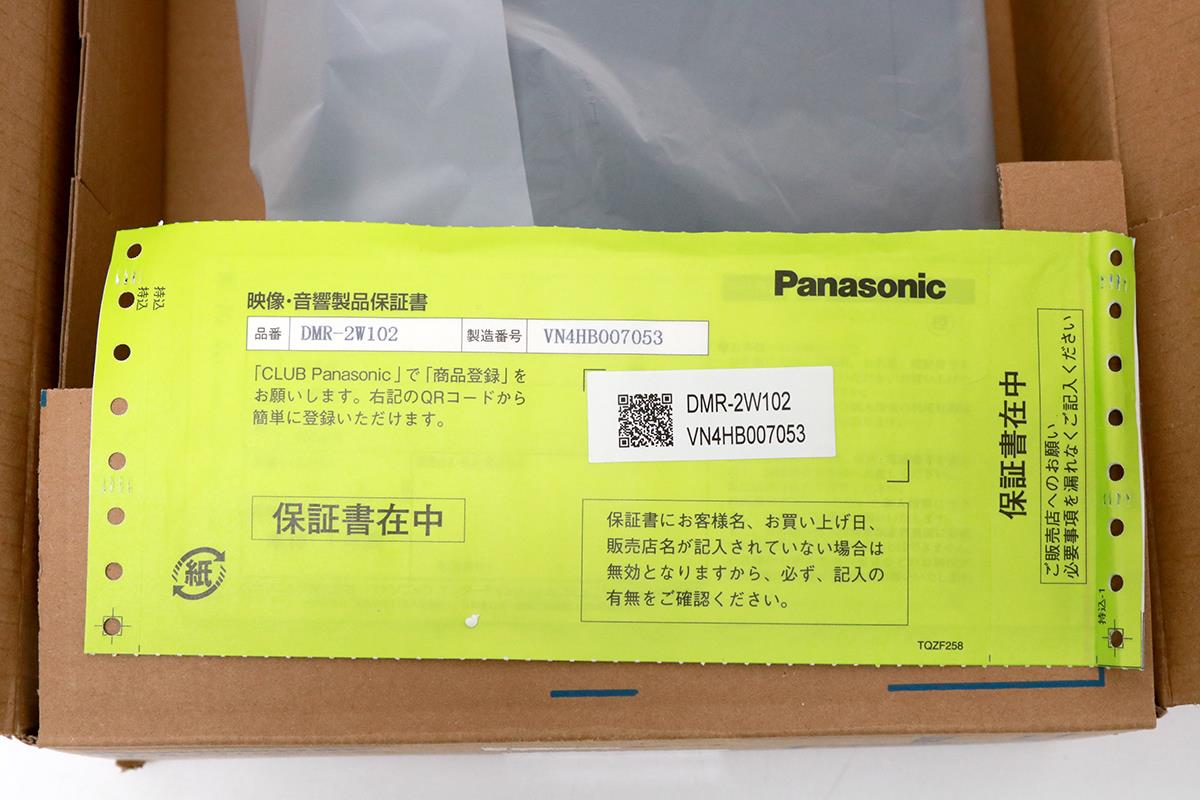 Panasonic
持込
持込
映像・音響製品保証書
品番 DMR-2W102 製造番号 VN4HB007053
「CLUB Panasonic」で「商品登録」を
お願いします。右記のQRコードから
簡単に登録いただけます。
DMR-2W102
VN4HB007053
保証書在中
紙
保証書にお客様名、お買い上げ日、
販売店名が記入されていない場合は
無効となりますから、必ず、記入の
有無をご確認ください。
保証書在中
ご販売店へのお願い
必要事項を漏れなくご記入ください
持込-1
TQZF258